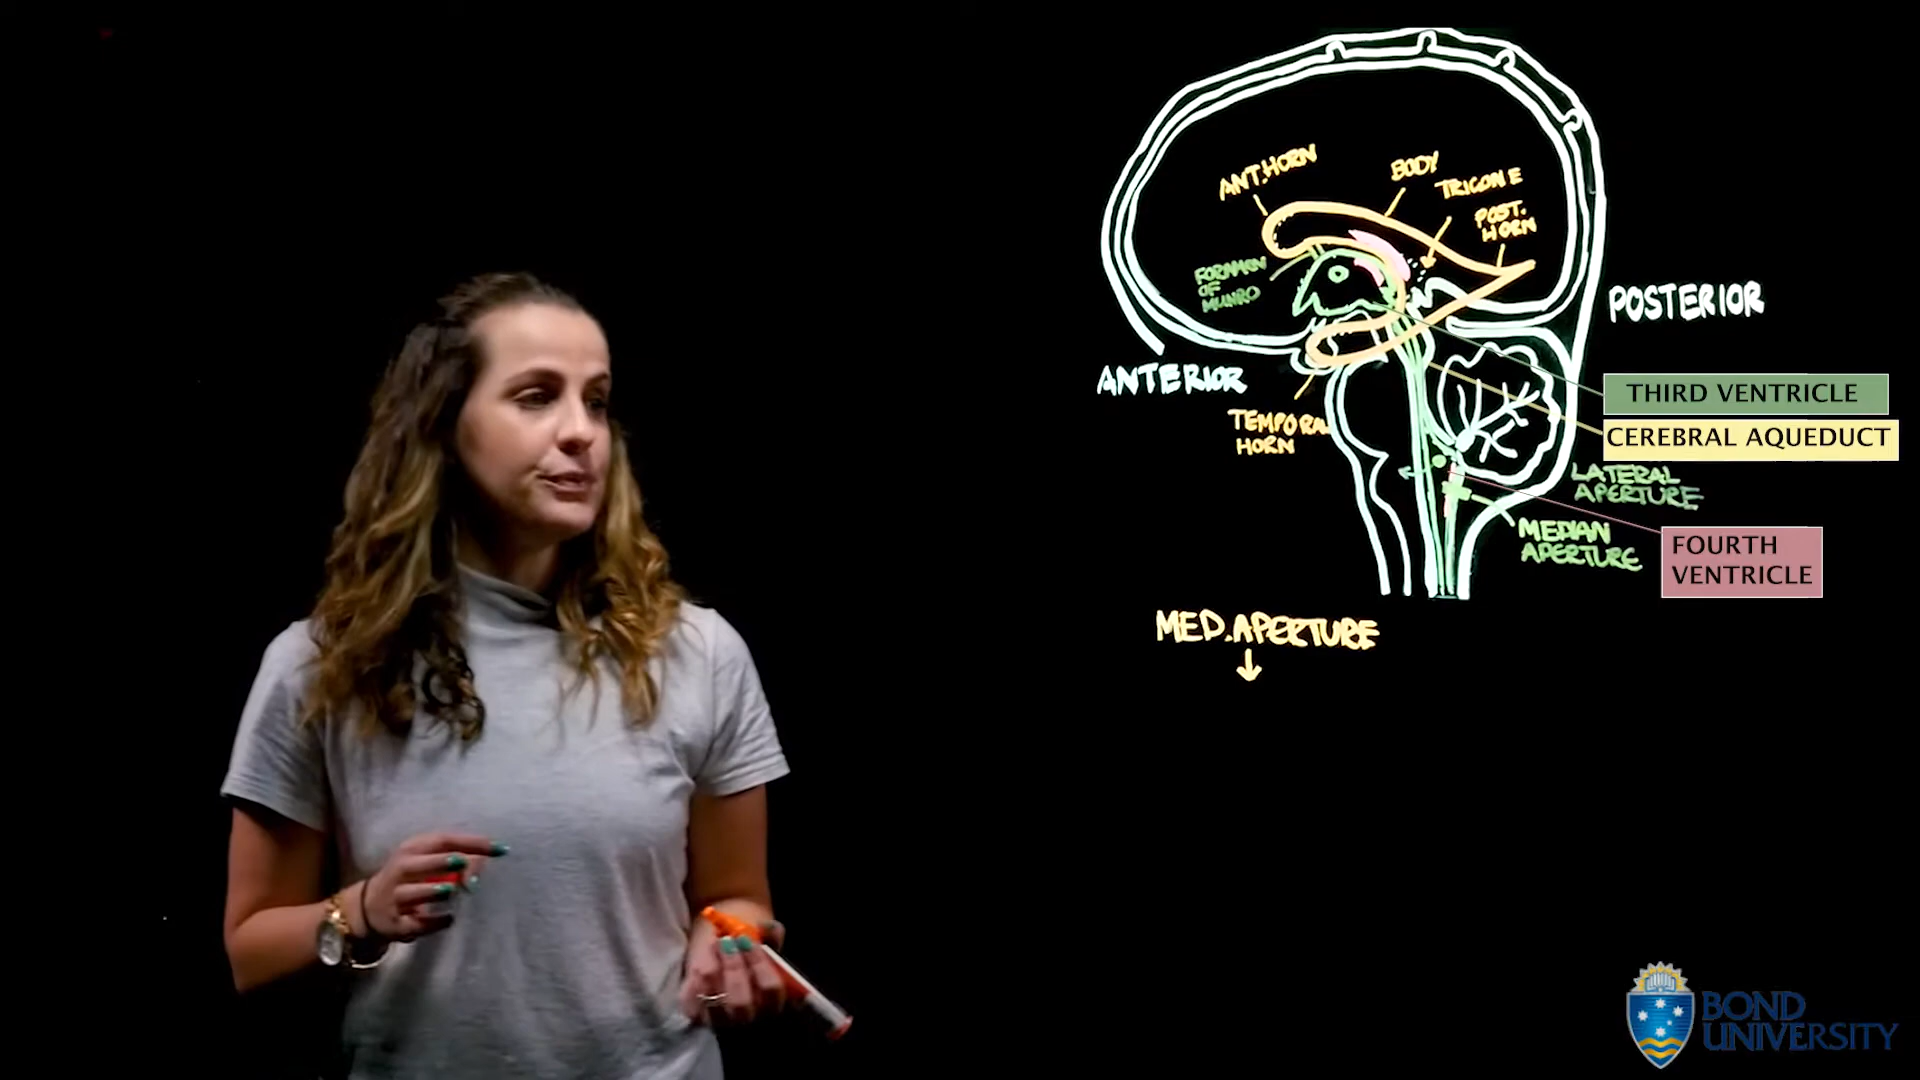 ANT. HORN
BODY
TRIGONE
POST.
HORN
FORAMEN
OF
MUNRO
POSTERIOR
ANTERIOR
THIRD VENTRICLE
CEREBRAL AQUEDUCT
TEMPORAL
HORN
LATERAL
APERTURE
MEDIAN
APERTURE
FOURTH
VENTRICLE
MED. APERTURE
BOND
UNIVERSITY